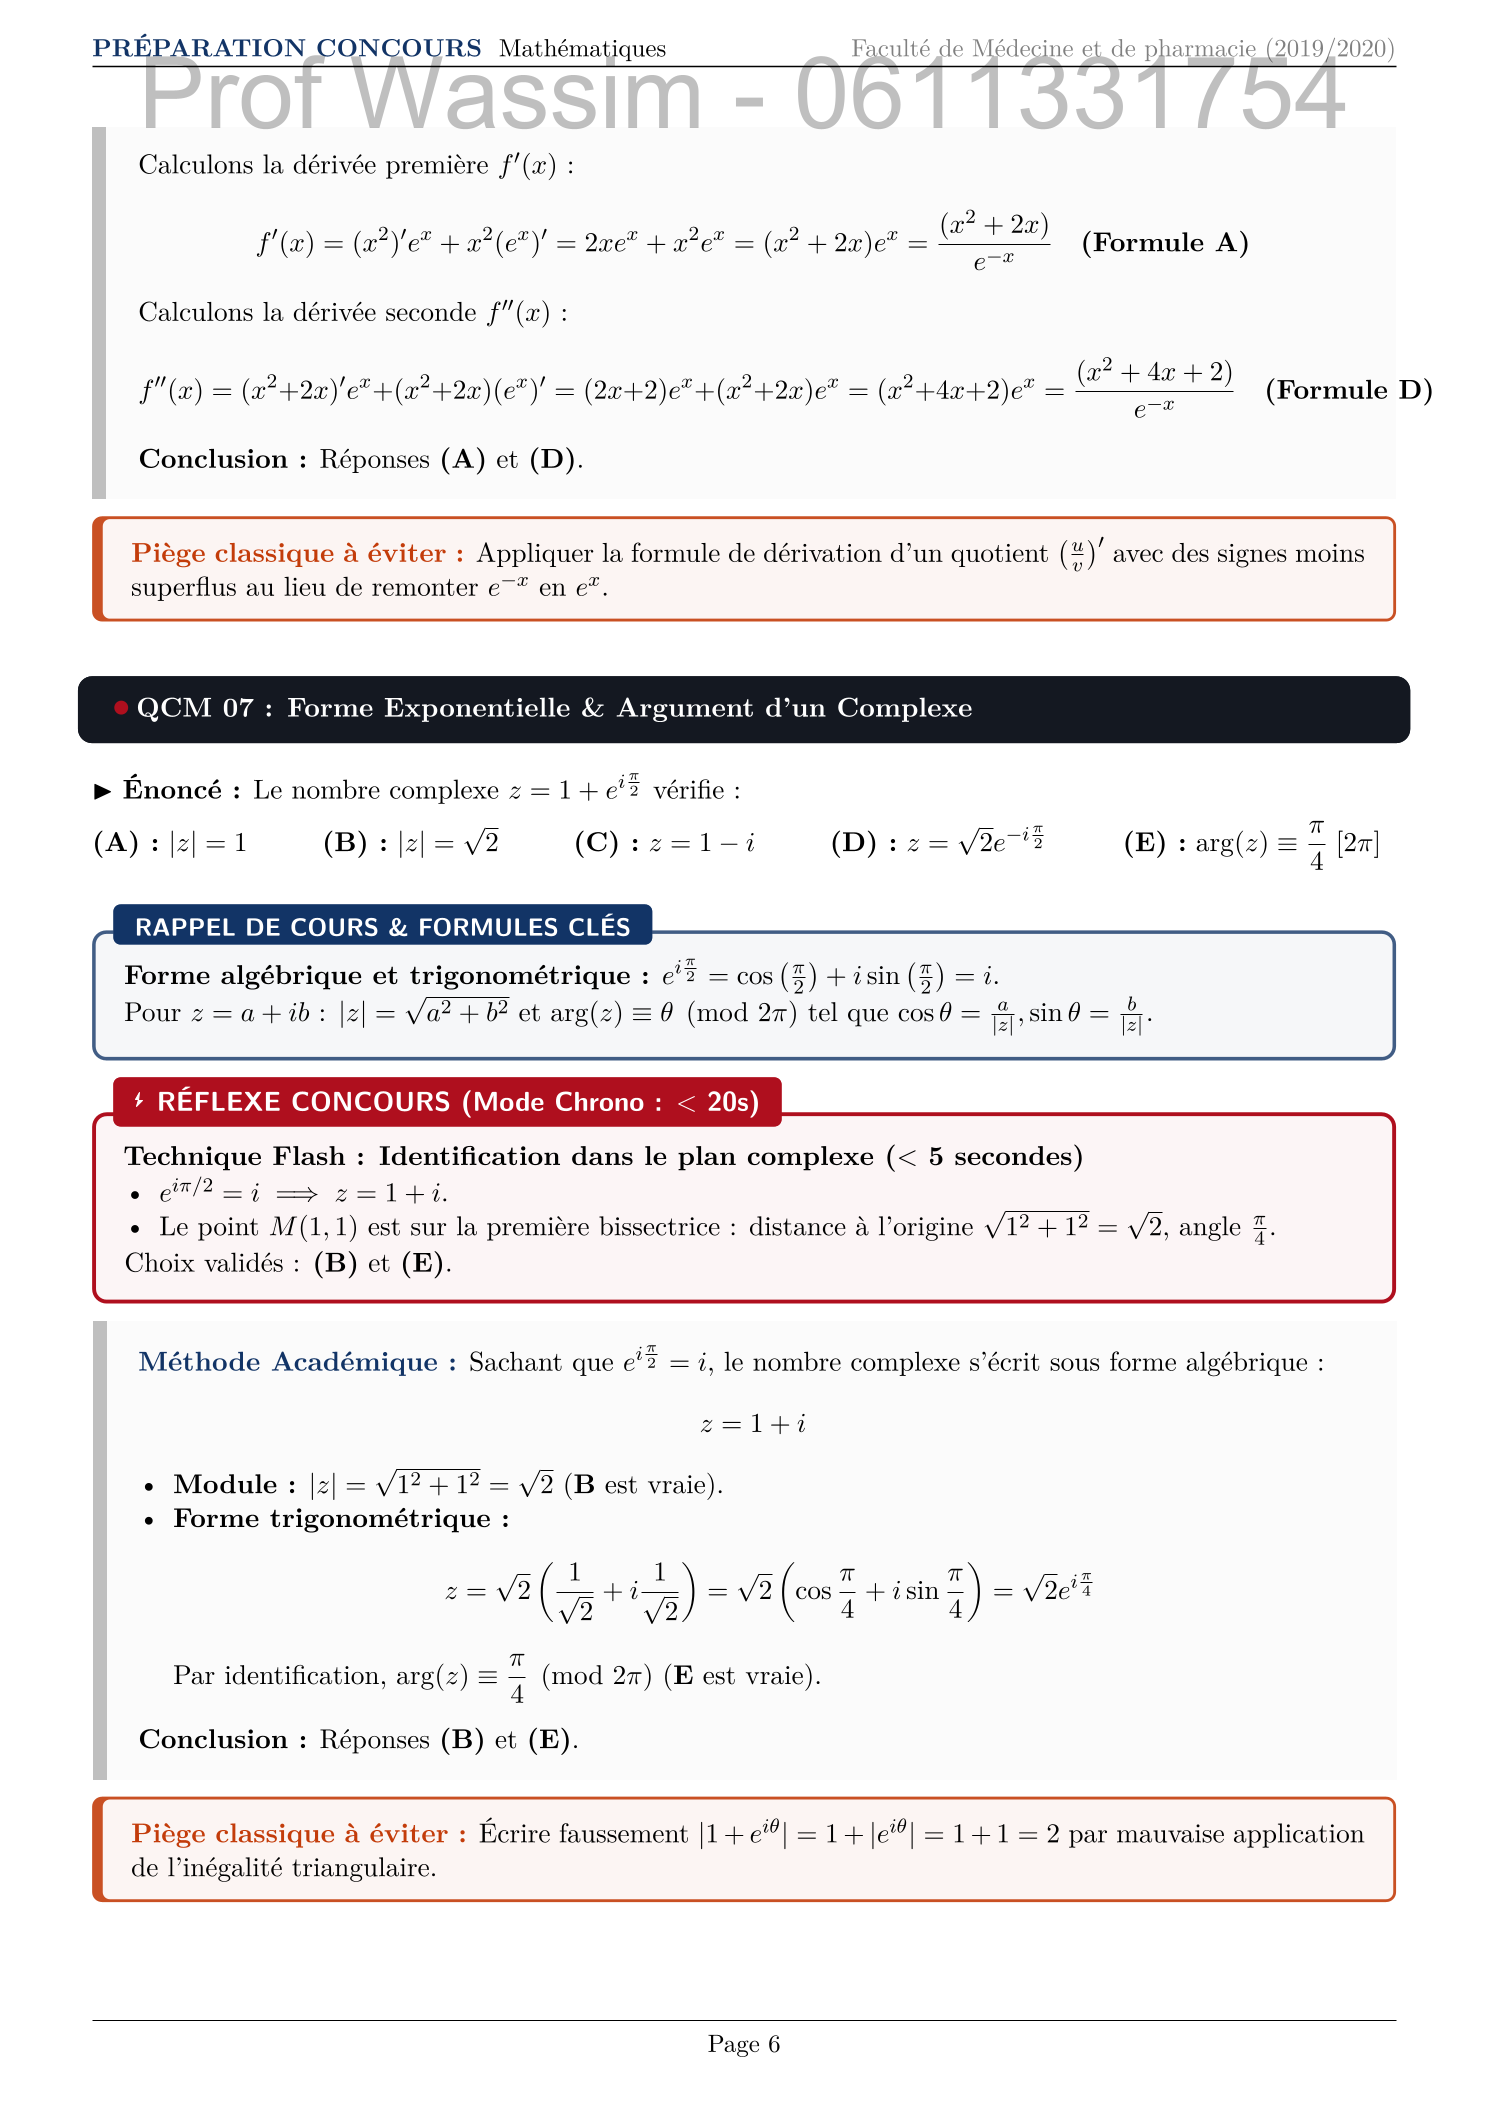 PRÉPARATION CONCOURS Mathématiques Faculté de Médecine et de pharmacie (2019/2020)
Prof Wassim - 0611331754
Calculons la dérivée première f′(x) :
f′(x) = (x²)′eˣ + x²(eˣ)′ = 2xeˣ + x²eˣ = (x² + 2x)eˣ = (x² + 2x)/e⁻ˣ (Formule A)
Calculons la dérivée seconde f″(x) :
f″(x) = (x²+2x)′eˣ+(x²+2x)(eˣ)′ = (2x+2)eˣ+(x²+2x)eˣ = (x²+4x+2)eˣ = (x² + 4x + 2)/e⁻ˣ (Formule D)
Conclusion : Réponses (A) et (D).
Piège classique à éviter : Appliquer la formule de dérivation d'un quotient (u/v)′ avec des signes moins
superflus au lieu de remonter e⁻ˣ en eˣ.
● QCM 07 : Forme Exponentielle & Argument d'un Complexe
▶ Énoncé : Le nombre complexe z = 1 + e^{iπ/2} vérifie :
(A) : |z| = 1 (B) : |z| = √2 (C) : z = 1 − i (D) : z = √2e^{−iπ/2} (E) : arg(z) ≡ π/4 [2π]
RAPPEL DE COURS & FORMULES CLÉS
Forme algébrique et trigonométrique : e^{iπ/2} = cos(π/2) + i sin(π/2) = i.
Pour z = a + ib : |z| = √(a² + b²) et arg(z) ≡ θ (mod 2π) tel que cos θ = a/|z|, sin θ = b/|z|.
⚡ RÉFLEXE CONCOURS (Mode Chrono : < 20s)
Technique Flash : Identification dans le plan complexe (< 5 secondes)
• e^{iπ/2} = i ⟹ z = 1 + i.
• Le point M(1, 1) est sur la première bissectrice : distance à l'origine √(1² + 1²) = √2, angle π/4.
Choix validés : (B) et (E).
Méthode Académique : Sachant que e^{iπ/2} = i, le nombre complexe s'écrit sous forme algébrique :
z = 1 + i
• Module : |z| = √(1² + 1²) = √2 (B est vraie).
• Forme trigonométrique :
z = √2 (1/√2 + i 1/√2) = √2 (cos π/4 + i sin π/4) = √2e^{iπ/4}
Par identification, arg(z) ≡ π/4 (mod 2π) (E est vraie).
Conclusion : Réponses (B) et (E).
Piège classique à éviter : Écrire faussement |1 + e^{iθ}| = 1 + |e^{iθ}| = 1 + 1 = 2 par mauvaise application
de l'inégalité triangulaire.
Page 6